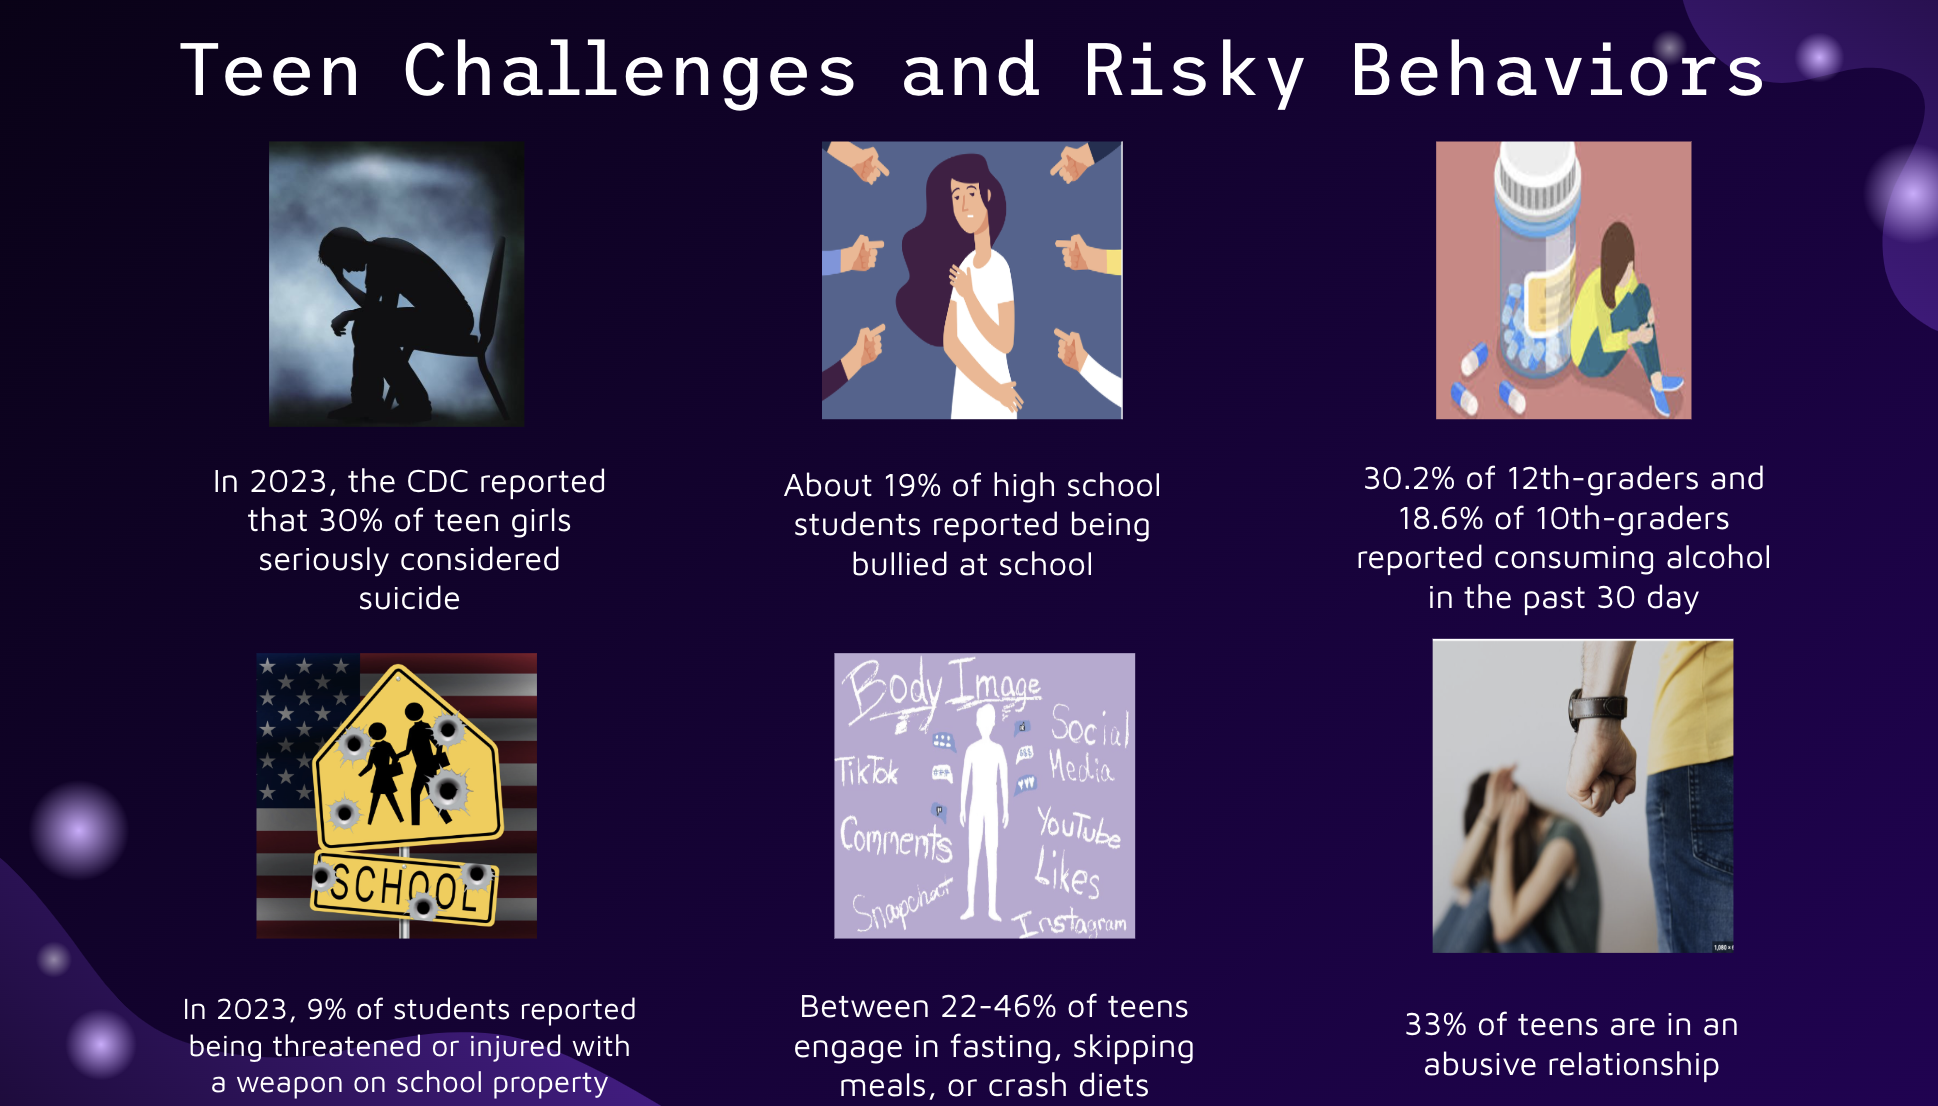 Teen Challenges and Risky Behaviors
In 2023, the CDC reported
that 30% of teen girls
seriously considered
suicide
About 19% of high school
students reported being
bullied at school
30.2% of 12th-graders and
18.6% of 10th-graders
reported consuming alcohol
in the past 30 day
SCHOOL
In 2023, 9% of students reported
being threatened or injured with
a weapon on school property
Body Image
Social
Media
TikTok
Comments
YouTube
Likes
Snapchat
Instagram
Between 22-46% of teens
engage in fasting, skipping
meals, or crash diets
33% of teens are in an
abusive relationship